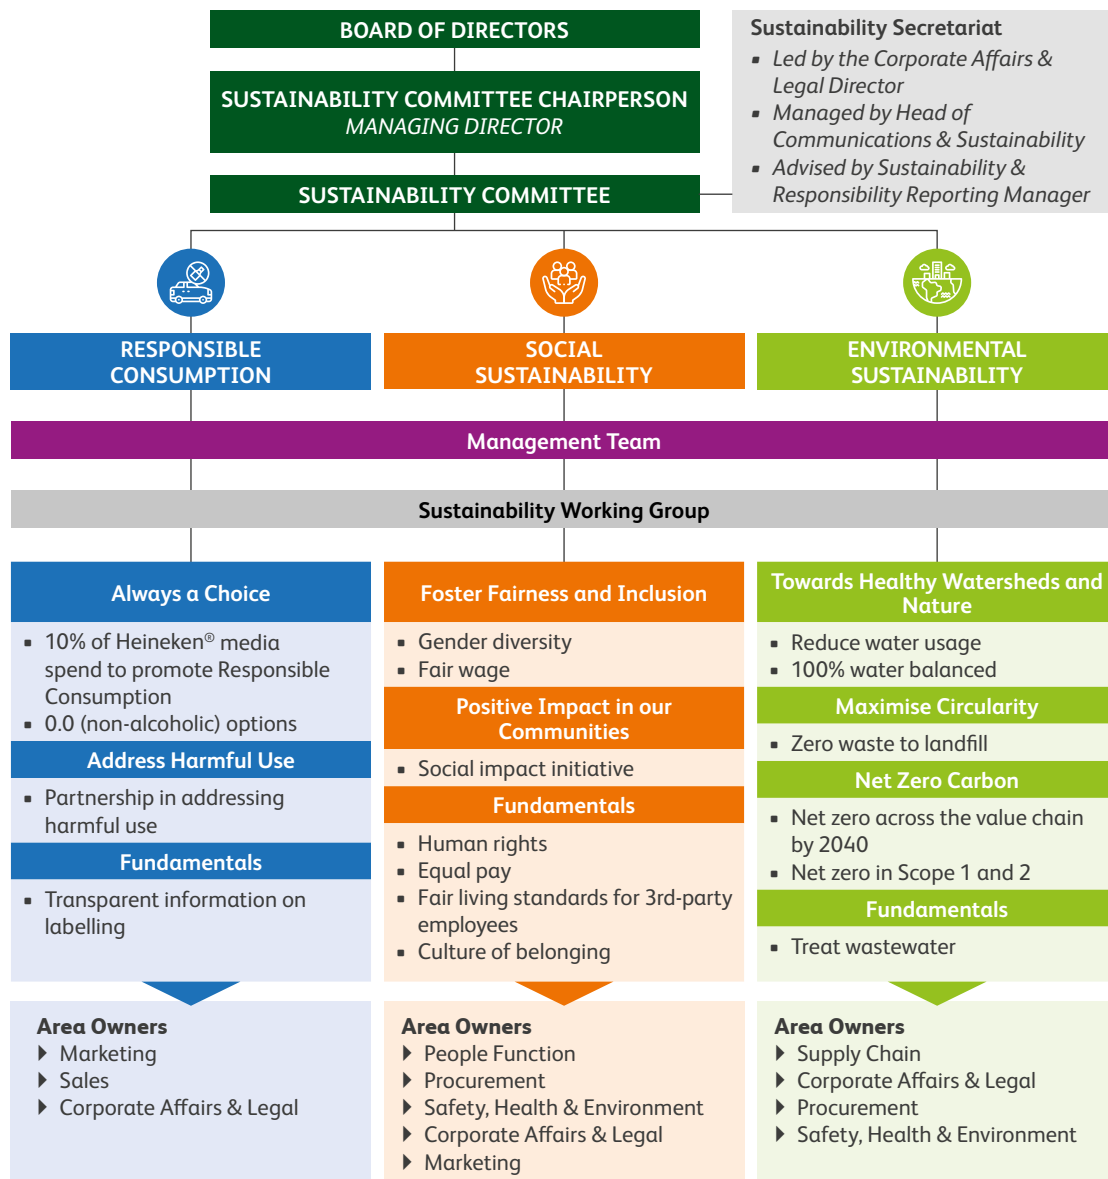 BOARD OF DIRECTORS
SUSTAINABILITY COMMITTEE CHAIRPERSON
MANAGING DIRECTOR
SUSTAINABILITY COMMITTEE
Sustainability Secretariat
▪ Led by the Corporate Affairs &
Legal Director
▪ Managed by Head of
Communications & Sustainability
▪ Advised by Sustainability &
Responsibility Reporting Manager
RESPONSIBLE
CONSUMPTION
SOCIAL
SUSTAINABILITY
ENVIRONMENTAL
SUSTAINABILITY
Management Team
Sustainability Working Group
Always a Choice
▪ 10% of Heineken® media
spend to promote Responsible
Consumption
▪ 0.0 (non-alcoholic) options
Address Harmful Use
▪ Partnership in addressing
harmful use
Fundamentals
▪ Transparent information on
labelling
Area Owners
Marketing
Sales
Corporate Affairs & Legal
Foster Fairness and Inclusion
▪ Gender diversity
▪ Fair wage
Positive Impact in our
Communities
▪ Social impact initiative
Fundamentals
▪ Human rights
▪ Equal pay
▪ Fair living standards for 3rd-party
employees
▪ Culture of belonging
Area Owners
People Function
Procurement
Safety, Health & Environment
Corporate Affairs & Legal
Marketing
Towards Healthy Watersheds and
Nature
▪ Reduce water usage
▪ 100% water balanced
Maximise Circularity
▪ Zero waste to landfill
Net Zero Carbon
▪ Net zero across the value chain
by 2040
▪ Net zero in Scope 1 and 2
Fundamentals
▪ Treat wastewater
Area Owners
Supply Chain
Corporate Affairs & Legal
Procurement
Safety, Health & Environment